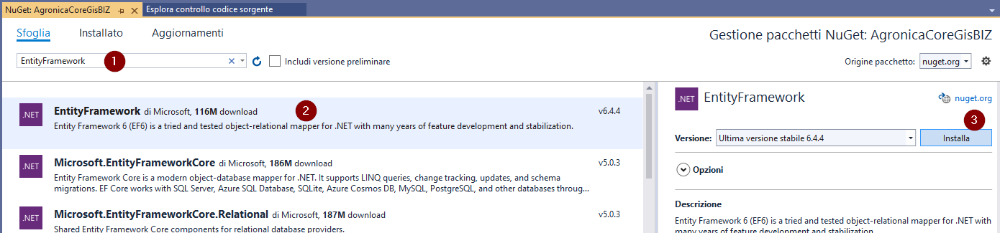 NuGet: AgronicaCoreGisBIZ
Esplora controllo codice sorgente
Sfoglia
Installato
Aggiornamenti
Gestione pacchetti NuGet: AgronicaCoreGisBIZ
EntityFramework
1
Includi versione preliminare
Origine pacchetto:
nuget.org
.NET
EntityFramework di Microsoft, 116M download
2
v6.4.4
Entity Framework 6 (EF6) is a tried and tested object-relational mapper for .NET with many years of feature development and stabilization.
.NET
Microsoft.EntityFrameworkCore di Microsoft, 186M download
v5.0.3
Entity Framework Core is a modern object-database mapper for .NET. It supports LINQ queries, change tracking, updates, and schema
migrations. EF Core works with SQL Server, Azure SQL Database, SQLite, Azure Cosmos DB, MySQL, PostgreSQL, and other databases throug...
.NET
Microsoft.EntityFrameworkCore.Relational di Microsoft, 187M download
v5.0.3
Shared Entity Framework Core components for relational database providers.
.NET
EntityFramework
nuget.org
3
Versione:
Ultima versione stabile 6.4.4
Installa
Opzioni
Descrizione
Entity Framework 6 (EF6) is a tried and tested object-relational mapper for .NET with
many years of feature development and stabilization.